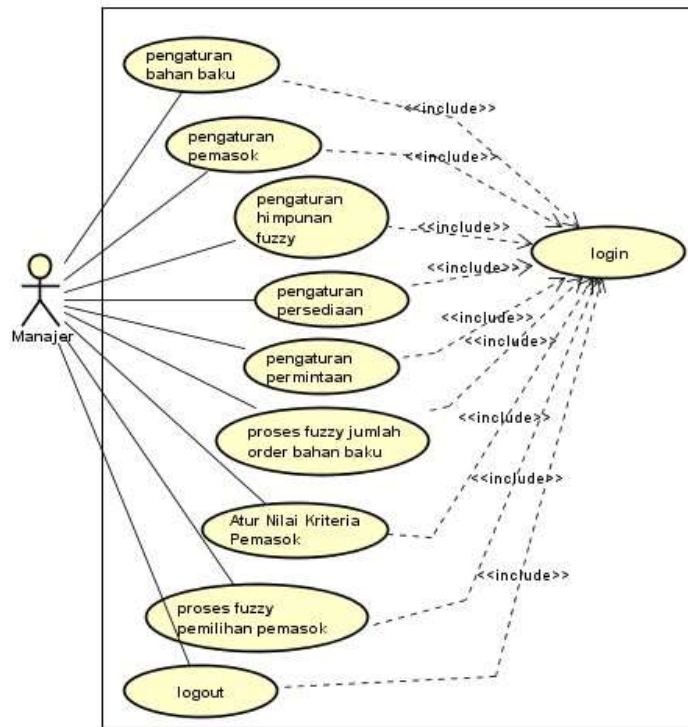 pengaturan
bahan baku
<<include>>
pengaturan
pemasok
<<include>>
pengaturan
himpunan
fuzzy
<<include>>
login
<<include>>
pengaturan
persediaan
Manajer
<<include>>
pengaturan
permintaan
<<include>>
proses fuzzy jumlah
order bahan baku
<<include>>
Atur Nilai Kriteria
Pemasok
<<include>>
<<include>>
proses fuzzy
pemilihan pemasok
logout